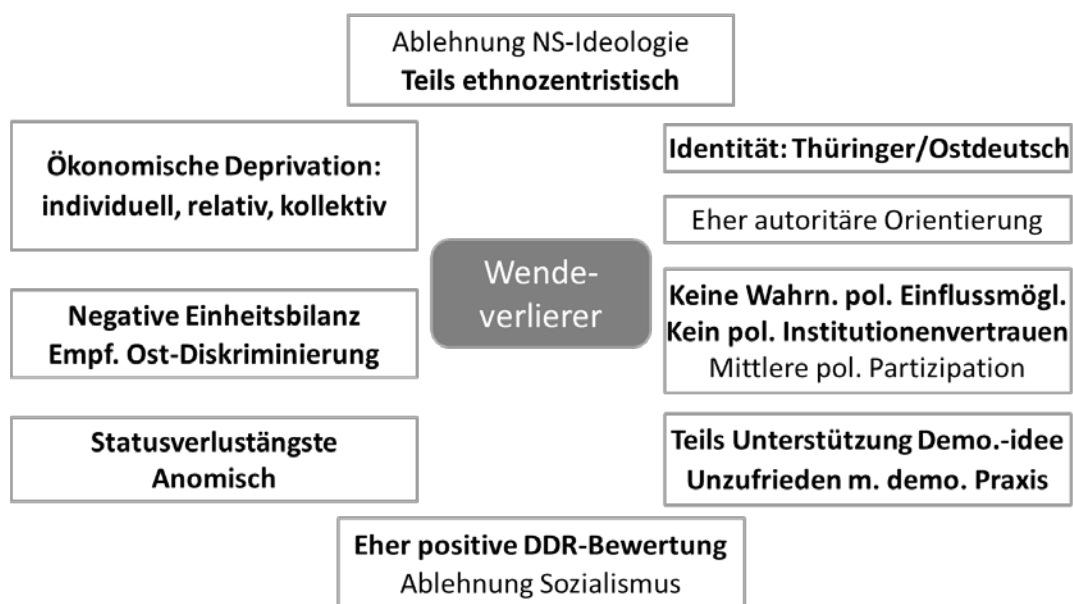 Ablehnung NS-Ideologie
Teils ethnozentristisch
Ökonomische Deprivation:
individuell, relativ, kollektiv
Negative Einheitsbilanz
Empf. Ost-Diskriminierung
Statusverlustängste
Anomisch
Wende-
verlierer
Identität: Thüringer/Ostdeutsch
Eher autoritäre Orientierung
Keine Wahrn. pol. Einflussmögl.
Kein pol. Institutionenvertrauen
Mittlere pol. Partizipation
Teils Unterstützung Demo.-idee
Unzufrieden m. demo. Praxis
Eher positive DDR-Bewertung
Ablehnung Sozialismus